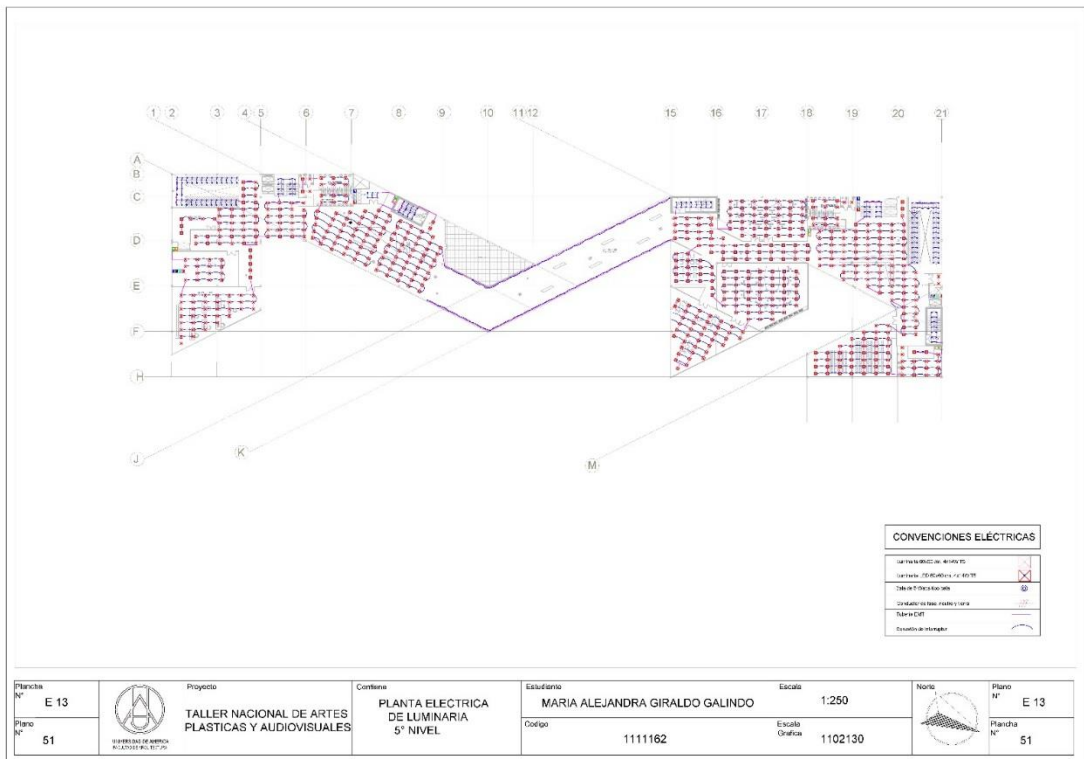 1 2 3 4 5 6 7 8 9 10 11 12 15 16 17 18 19 20 21
A
B
C
D
E
F
H
J
K
M
CONVENCIONES ELÉCTRICAS
Plancha
N° E 13
Plano
N° 51
UNIVERSIDAD DE AMERICA
Proyecto
TALLER NACIONAL DE ARTES
PLASTICAS Y AUDIOVISUALES
Contiene
PLANTA ELECTRICA
DE LUMINARIA
5° NIVEL
Estudiante
MARIA ALEJANDRA GIRALDO GALINDO
Codigo
1111162
Escala
1:250
Escala
Grafica 1102130
Norte
Plano
N° E 13
Plancha
N° 51